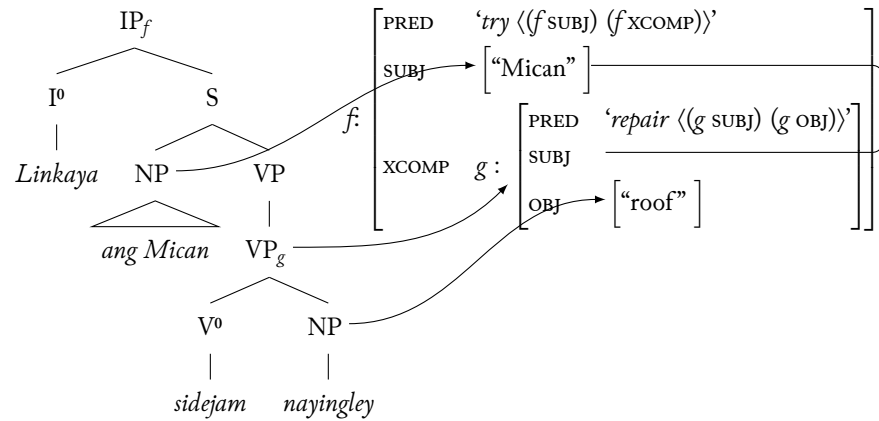 IP_f
I⁰ S
Linkaya NP VP
ang Mican VP_g
V⁰ NP
sidejam nayingley
f:
PRED ‘try ⟨(f SUBJ) (f XCOMP)⟩’
SUBJ [“Mican” ]
XCOMP g :
PRED ‘repair ⟨(g SUBJ) (g OBJ)⟩’
SUBJ
OBJ [“roof” ]